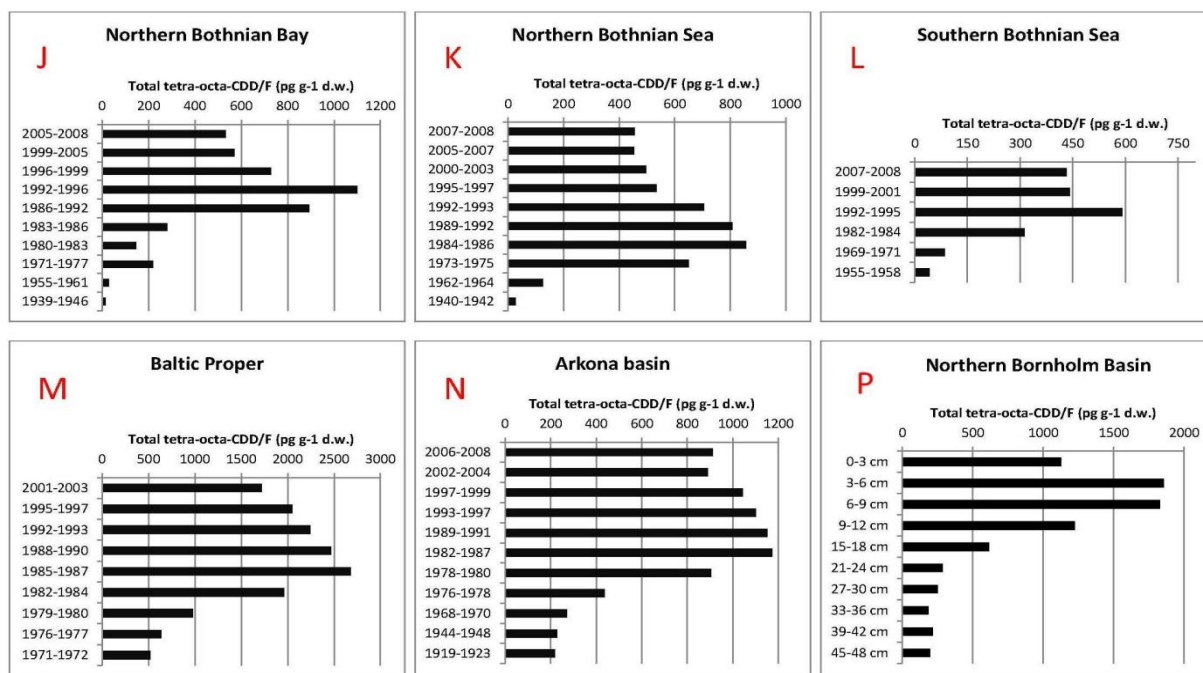 J
Northern Bothnian Bay
Total tetra-octa-CDD/F (pg g-1 d.w.)
0 200 400 600 800 1000 1200
2005-2008
1999-2005
1996-1999
1992-1996
1986-1992
1983-1986
1980-1983
1971-1977
1955-1961
1939-1946
K
Northern Bothnian Sea
Total tetra-octa-CDD/F (pg g-1 d.w.)
0 200 400 600 800 1000
2007-2008
2005-2007
2000-2003
1995-1997
1992-1993
1989-1992
1984-1986
1973-1975
1962-1964
1940-1942
L
Southern Bothnian Sea
Total tetra-octa-CDD/F (pg g-1 d.w.)
0 150 300 450 600 750
2007-2008
1999-2001
1992-1995
1982-1984
1969-1971
1955-1958
M
Baltic Proper
Total tetra-octa-CDD/F (pg g-1 d.w.)
0 500 1000 1500 2000 2500 3000
2001-2003
1995-1997
1992-1993
1988-1990
1985-1987
1982-1984
1979-1980
1976-1977
1971-1972
N
Arkona basin
Total tetra-octa-CDD/F (pg g-1 d.w.)
0 200 400 600 800 1000 1200
2006-2008
2002-2004
1997-1999
1993-1997
1989-1991
1982-1987
1978-1980
1976-1978
1968-1970
1944-1948
1919-1923
P
Northern Bornholm Basin
Total tetra-octa-CDD/F (pg g-1 d.w.)
0 500 1000 1500 2000
0-3 cm
3-6 cm
6-9 cm
9-12 cm
15-18 cm
21-24 cm
27-30 cm
33-36 cm
39-42 cm
45-48 cm